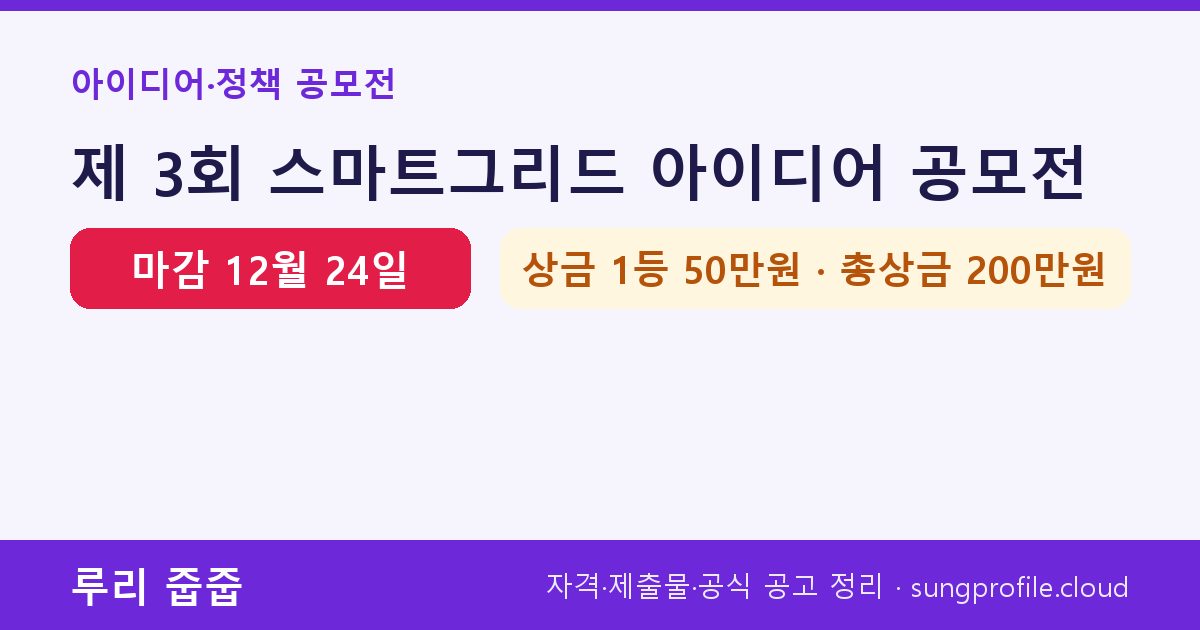 아이디어·정책 공모전
제 3회 스마트그리드 아이디어 공모전
마감 12월 24일
상금 1등 50만원 · 총상금 200만원
루리 줍줍
자격·제출물·공식 공고 정리 · sungprofile.cloud